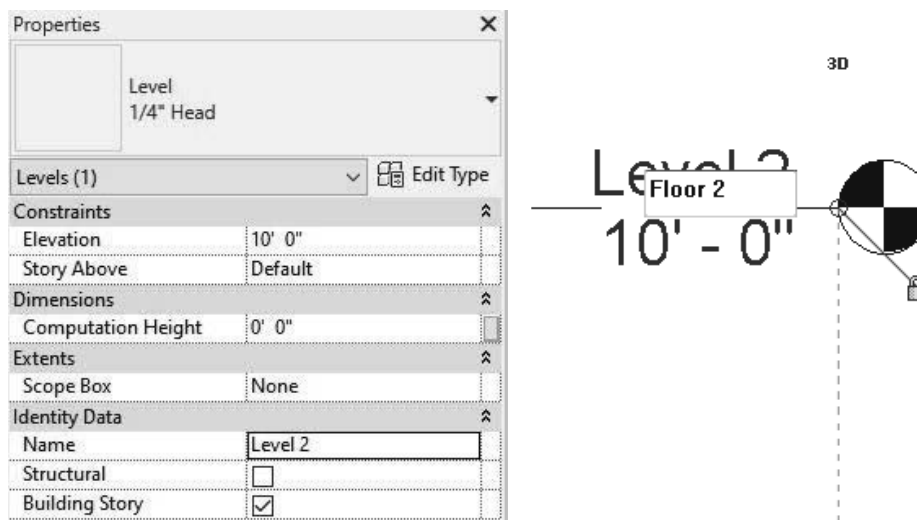 Properties
Level
1/4" Head
Levels (1)
Edit Type
Constraints
Elevation 10' 0"
Story Above Default
Dimensions
Computation Height 0' 0"
Extents
Scope Box None
Identity Data
Name Level 2
Structural
Building Story
3D
Level 2
Floor 2
10' - 0"